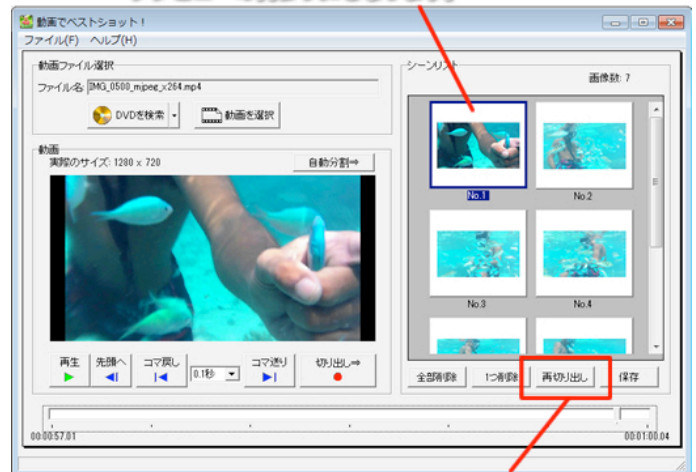 動画でベストショット！
ファイル(F) ヘルプ(H)
動画ファイル選択
ファイル名: IMG_0500_mjpeg_x264.mp4
DVDを検索
動画を選択
動画
実際のサイズ: 1280 x 720
自動分割⇒
再生
先頭へ
コマ戻し
0.1秒
コマ送り
切り出し⇒
シーンリスト
画像数: 7
No.1
No.2
No.3
No.4
全部削除
1つ削除
再切り出し
保存
00:00:57.01
00:01:00.04